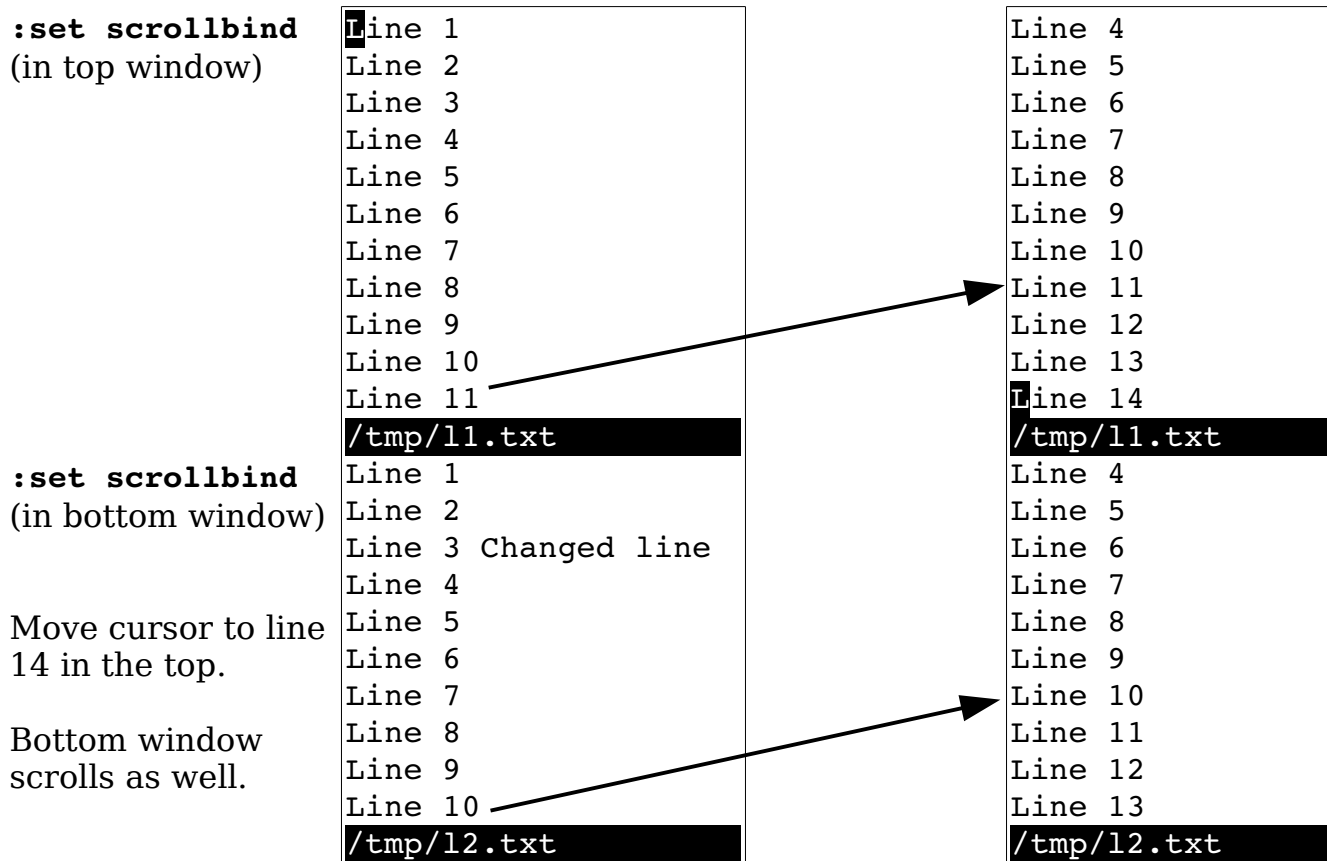 :set scrollbind
(in top window)
:set scrollbind
(in bottom window)
Move cursor to line
14 in the top.
Bottom window
scrolls as well.
Line 1
Line 2
Line 3
Line 4
Line 5
Line 6
Line 7
Line 8
Line 9
Line 10
Line 11
/tmp/l1.txt
Line 1
Line 2
Line 3 Changed line
Line 4
Line 5
Line 6
Line 7
Line 8
Line 9
Line 10
/tmp/l2.txt
Line 4
Line 5
Line 6
Line 7
Line 8
Line 9
Line 10
Line 11
Line 12
Line 13
Line 14
/tmp/l1.txt
Line 4
Line 5
Line 6
Line 7
Line 8
Line 9
Line 10
Line 11
Line 12
Line 13
/tmp/l2.txt